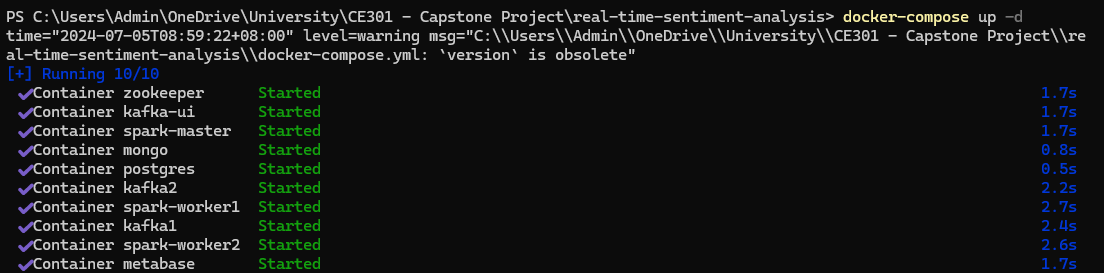 PS C:\Users\Admin\OneDrive\University\CE301 - Capstone Project\real-time-sentiment-analysis> docker-compose up -d
time="2024-07-05T08:59:22+08:00" level=warning msg="C:\\Users\\Admin\\OneDrive\\University\\CE301 - Capstone Project\\re
al-time-sentiment-analysis\\docker-compose.yml: `version` is obsolete"
[+] Running 10/10
✔Container zookeeper Started 1.7s
✔Container kafka-ui Started 1.7s
✔Container spark-master Started 1.7s
✔Container mongo Started 0.8s
✔Container postgres Started 0.5s
✔Container kafka2 Started 2.2s
✔Container spark-worker1 Started 2.7s
✔Container kafka1 Started 2.4s
✔Container spark-worker2 Started 2.6s
✔Container metabase Started 1.7s